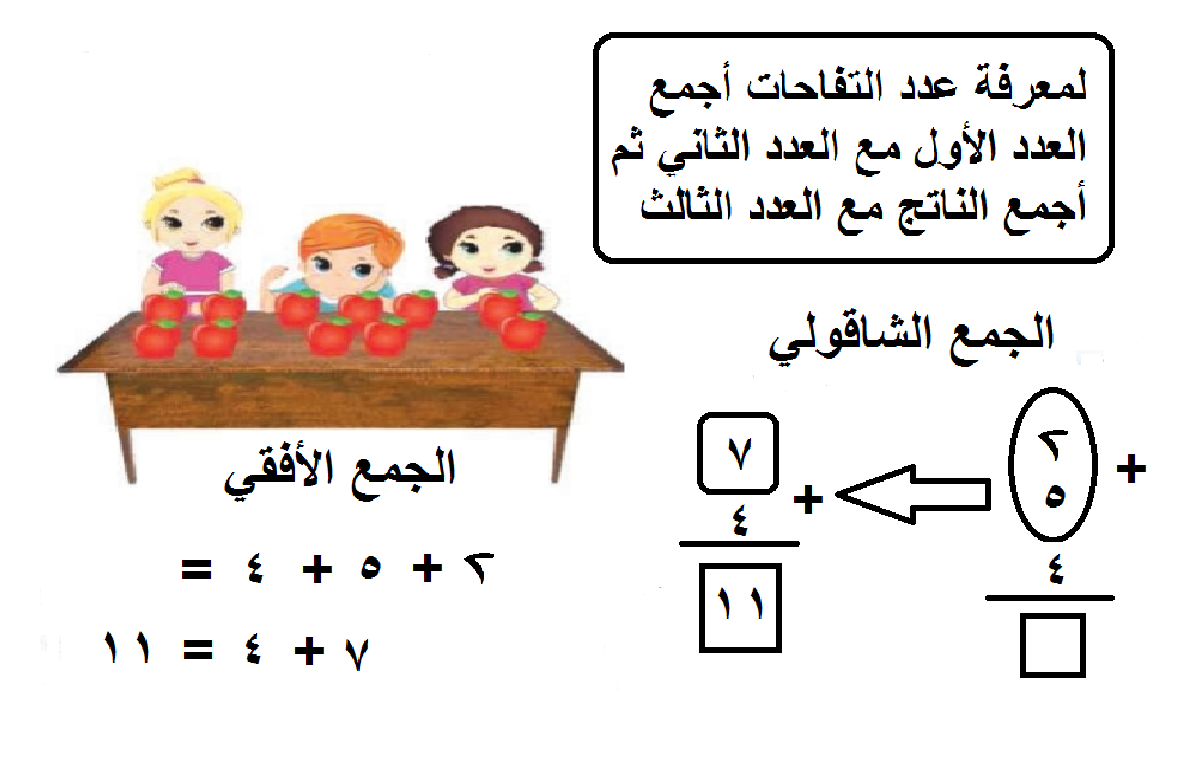 لمعرفة عدد التفاحات أجمع
العدد الأول مع العدد الثاني ثم
أجمع الناتج مع العدد الثالث
الجمع الشاقولي
٢
+
٥
٤
٧
+
٤
١١
الجمع الأفقي
٢ + ٥ + ٤ =
٧ + ٤ = ١١